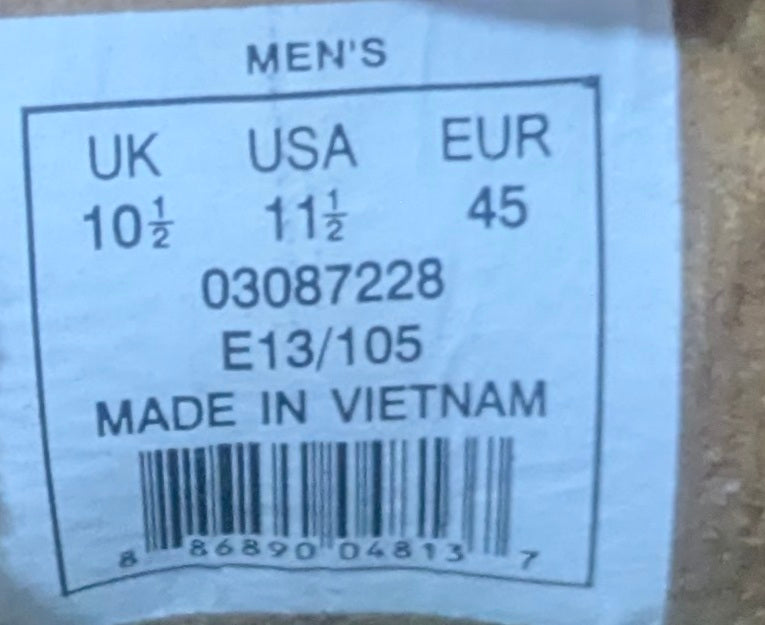 MEN'S
UK USA EUR
10½ 11½ 45
03087228
E13/105
MADE IN VIETNAM
8 86890 04813 7